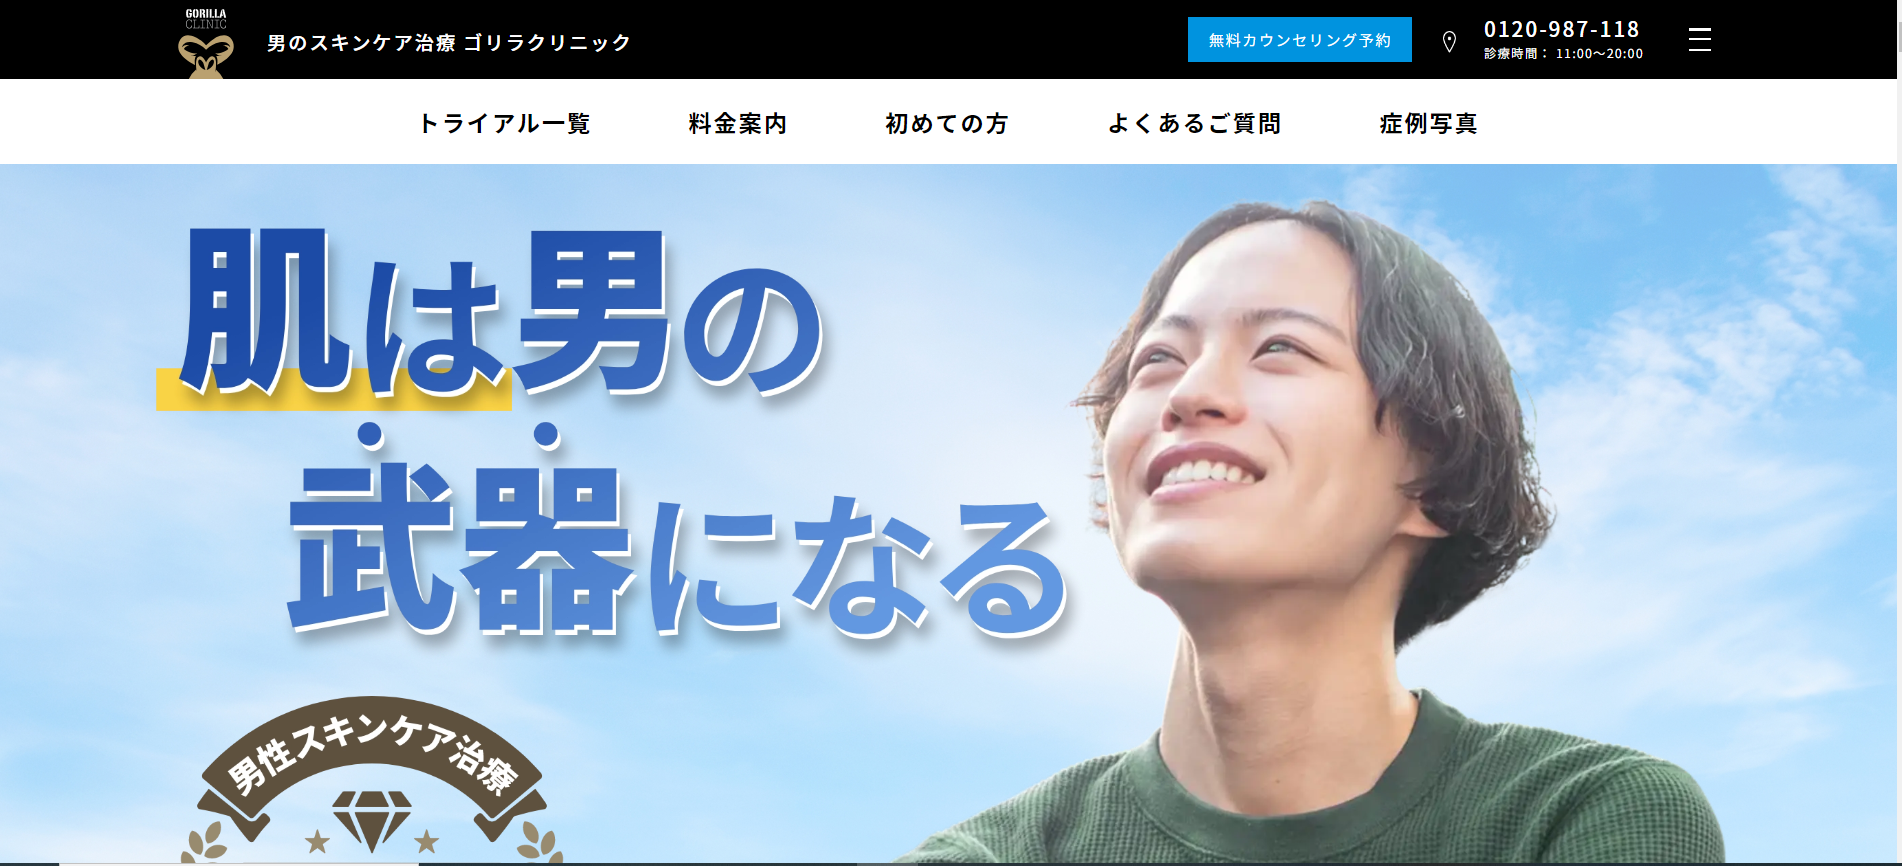 GORILLA
CLINIC
男のスキンケア治療 ゴリラクリニック
無料カウンセリング予約
0120-987-118
診療時間： 11:00〜20:00
トライアル一覧
料金案内
初めての方
よくあるご質問
症例写真
肌は男の
武器になる
男性スキンケア治療